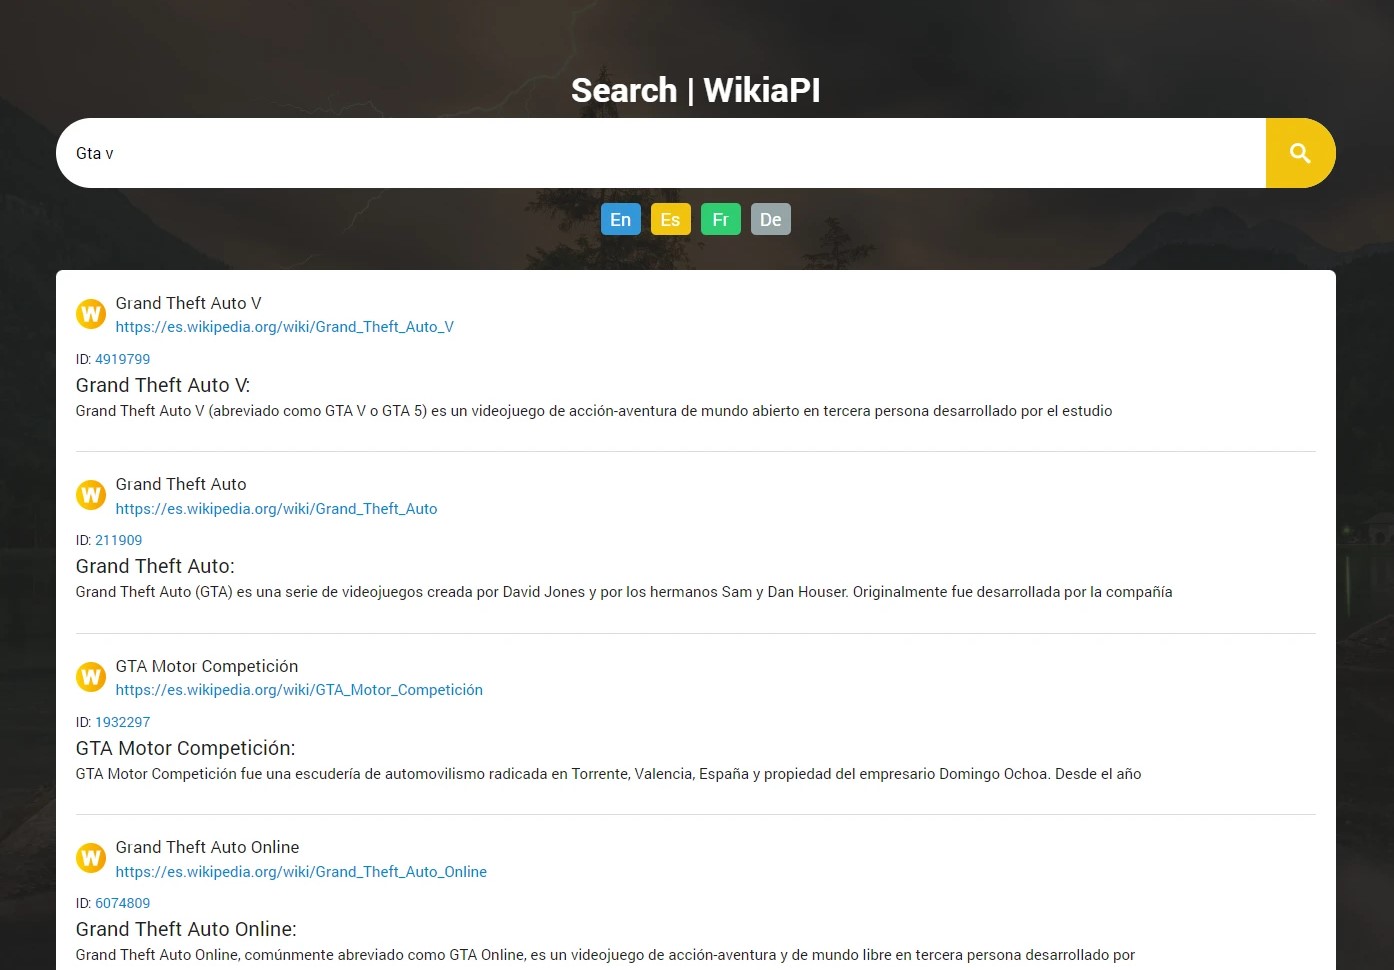 Search | WikiaPI
Gta v
En Es Fr De
W Grand Theft Auto V
https://es.wikipedia.org/wiki/Grand_Theft_Auto_V
ID: 4919799
Grand Theft Auto V:
Grand Theft Auto V (abreviado como GTA V o GTA 5) es un videojuego de acción-aventura de mundo abierto en tercera persona desarrollado por el estudio
W Grand Theft Auto
https://es.wikipedia.org/wiki/Grand_Theft_Auto
ID: 211909
Grand Theft Auto:
Grand Theft Auto (GTA) es una serie de videojuegos creada por David Jones y por los hermanos Sam y Dan Houser. Originalmente fue desarrollada por la compañía
W GTA Motor Competición
https://es.wikipedia.org/wiki/GTA_Motor_Competición
ID: 1932297
GTA Motor Competición:
GTA Motor Competición fue una escudería de automovilismo radicada en Torrente, Valencia, España y propiedad del empresario Domingo Ochoa. Desde el año
W Grand Theft Auto Online
https://es.wikipedia.org/wiki/Grand_Theft_Auto_Online
ID: 6074809
Grand Theft Auto Online:
Grand Theft Auto Online, comúnmente abreviado como GTA Online, es un videojuego de acción-aventura y de mundo libre en tercera persona desarrollado por